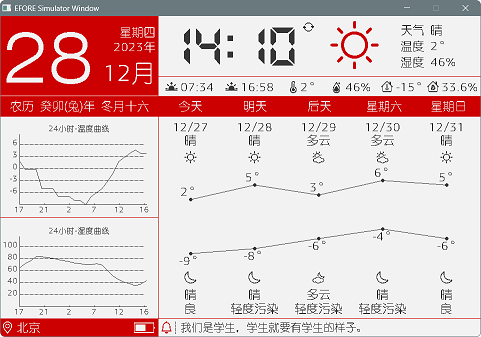 EFORE Simulator Window
28
星期四
2023年
12月
14:10
天气 晴
温度 2°
湿度 46%
07:34 16:58 2° 46% -15° 33.6%
农历 癸卯(兔)年 冬月十六
今天 明天 后天 星期六 星期日
24小时-温度曲线
6
3
0
-3
-6
17 21 2 7 12 16
24小时-湿度曲线
100
80
60
40
20
17 21 2 7 12 16
12/27 12/28 12/29 12/30 12/31
晴 晴 多云 多云 晴
2° 5° 3° 6° 5°
-9° -8° -6° -4° -6°
晴 晴 多云 晴 晴
良 轻度污染 轻度污染 轻度污染 良
北京
我们是学生，学生就要有学生的样子。